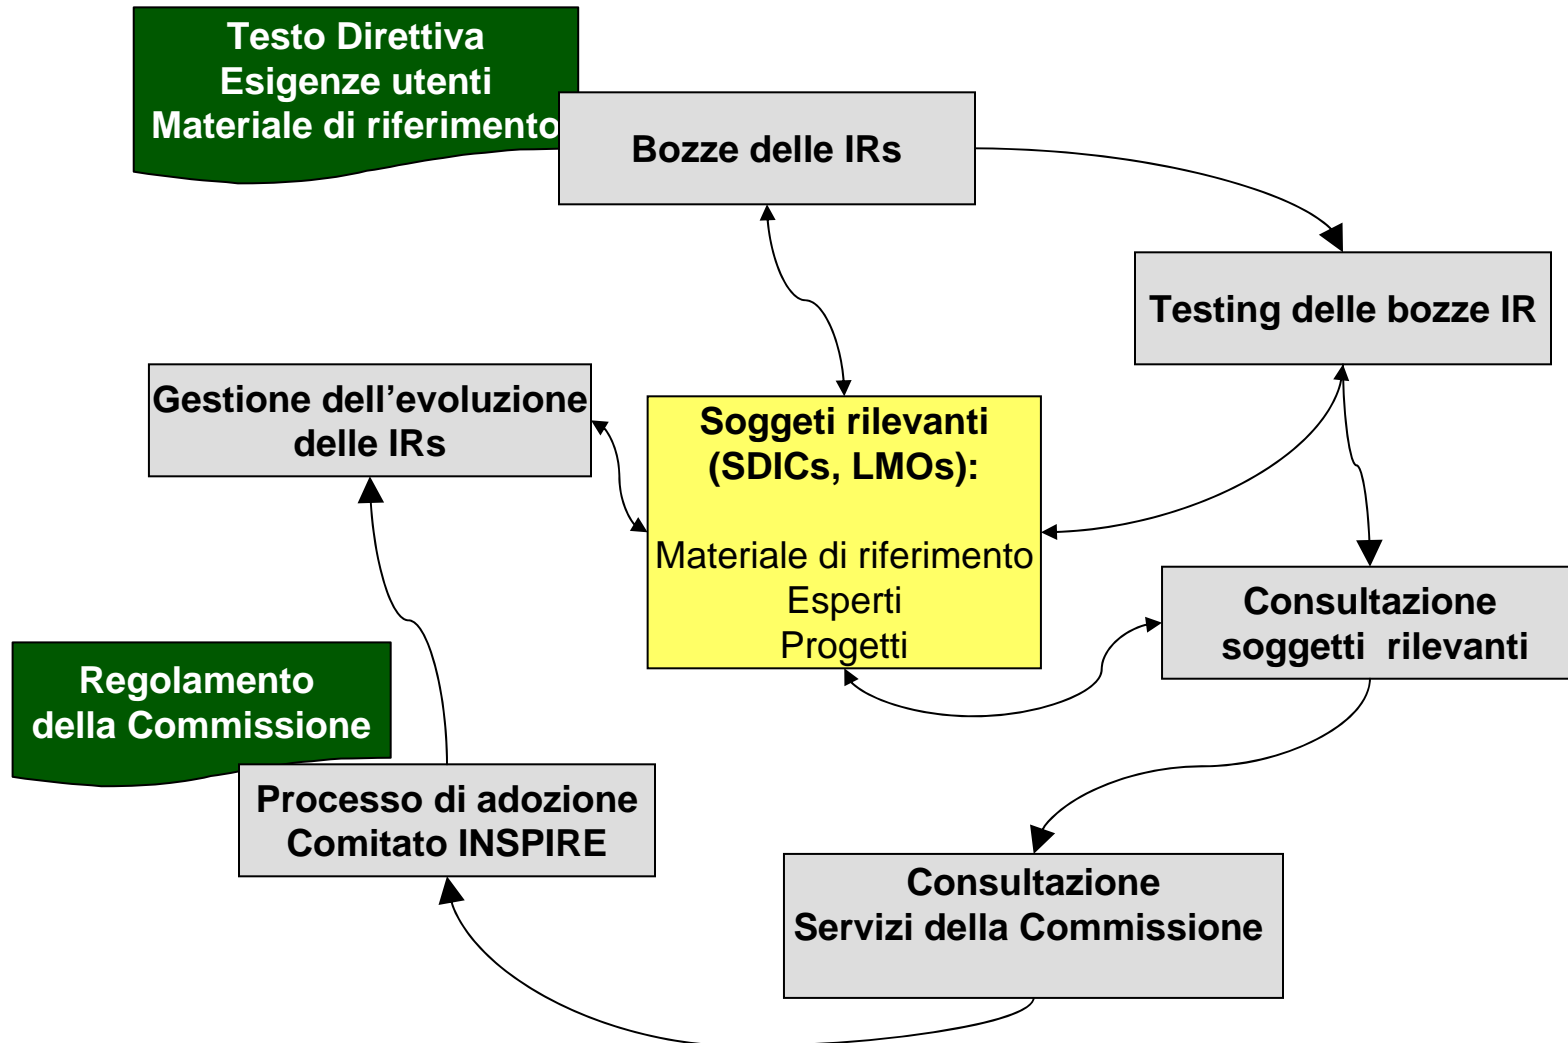 Testo Direttiva
Esigenze utenti
Materiale di riferimento
Bozze delle IRs
Testing delle bozze IR
Gestione dell’evoluzione
delle IRs
Soggeti rilevanti
(SDICs, LMOs):
Materiale di riferimento
Esperti
Progetti
Consultazione
soggetti rilevanti
Regolamento
della Commissione
Processo di adozione
Comitato INSPIRE
Consultazione
Servizi della Commissione